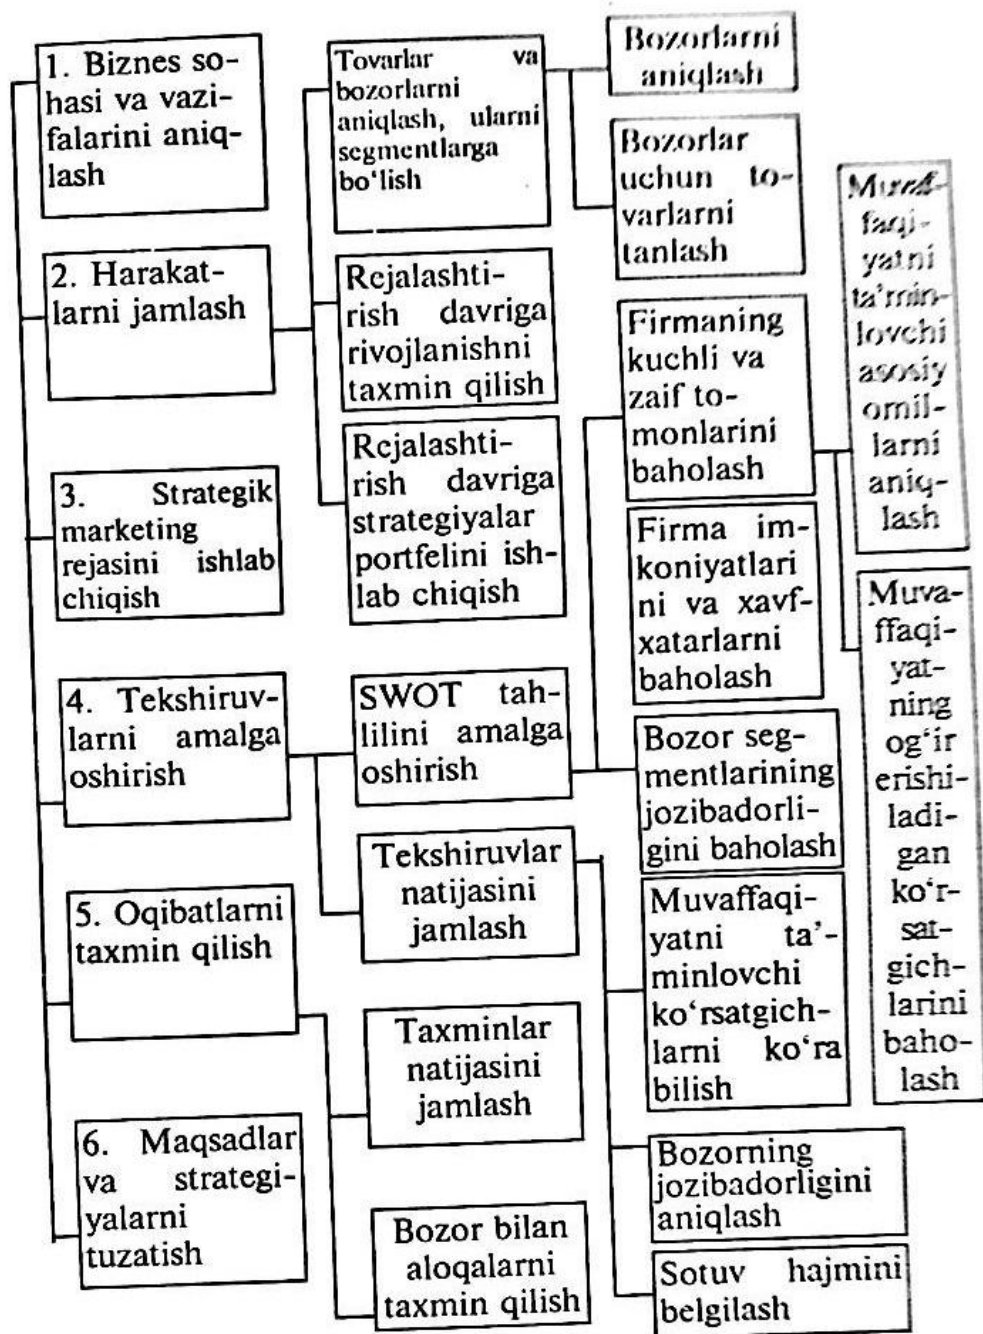 1. Biznes so-
hasi va vazi-
falarini aniq-
lash
2. Harakat-
larni jamlash
3. Strategik
marketing
rejasini ishlab
chiqish
4. Tekshiruv-
larni amalga
oshirish
5. Oqibatlarni
taxmin qilish
6. Maqsadlar
va strategi-
yalarni
tuzatish
Tovarlar va
bozorlarni
aniqlash, ularni
segmentlarga
bo‘lish
Rejalashti-
rish davriga
rivojlanishni
taxmin qilish
Rejalashti-
rish davriga
strategiyalar
portfelini ish-
lab chiqish
SWOT tah-
lilini amalga
oshirish
Tekshiruvlar
natijasini
jamlash
Taxminlar
natijasini
jamlash
Bozor bilan
aloqalarni
taxmin qilish
Bozorlarni
aniqlash
Bozorlar
uchun to-
varlarni
tanlash
Firmaning
kuchli va
zaif to-
monlarini
baholash
Firma im-
koniyatlari
ni va xavf-
xatarlarni
baholash
Bozor seg-
mentlarining
jozibadorli-
gini baholash
Muvaffaqi-
yatni ta’-
minlovchi
ko‘rsatgich-
larni ko‘ra
bilish
Bozorning
jozibadorligini
aniqlash
Sotuv hajmini
belgilash
faqi-
yatni
ta’min-
lovchi
asosiy
omil-
larni
aniq-
lash
Muva-
ffaqi-
yat-
ning
og‘ir
erishi-
ladi-
gan
ko‘r-
sat-
gich-
larini
baho-
lash